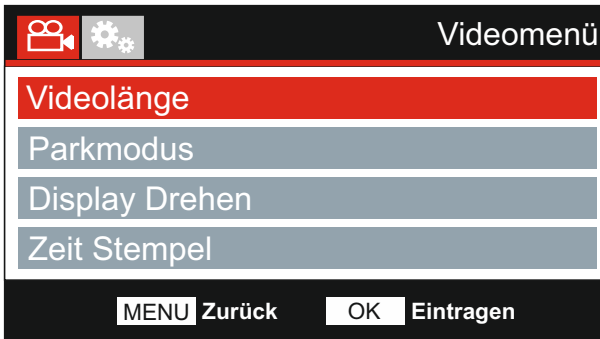 Videomenü
Videolänge
Parkmodus
Display Drehen
Zeit Stempel
MENU Zurück OK Eintragen